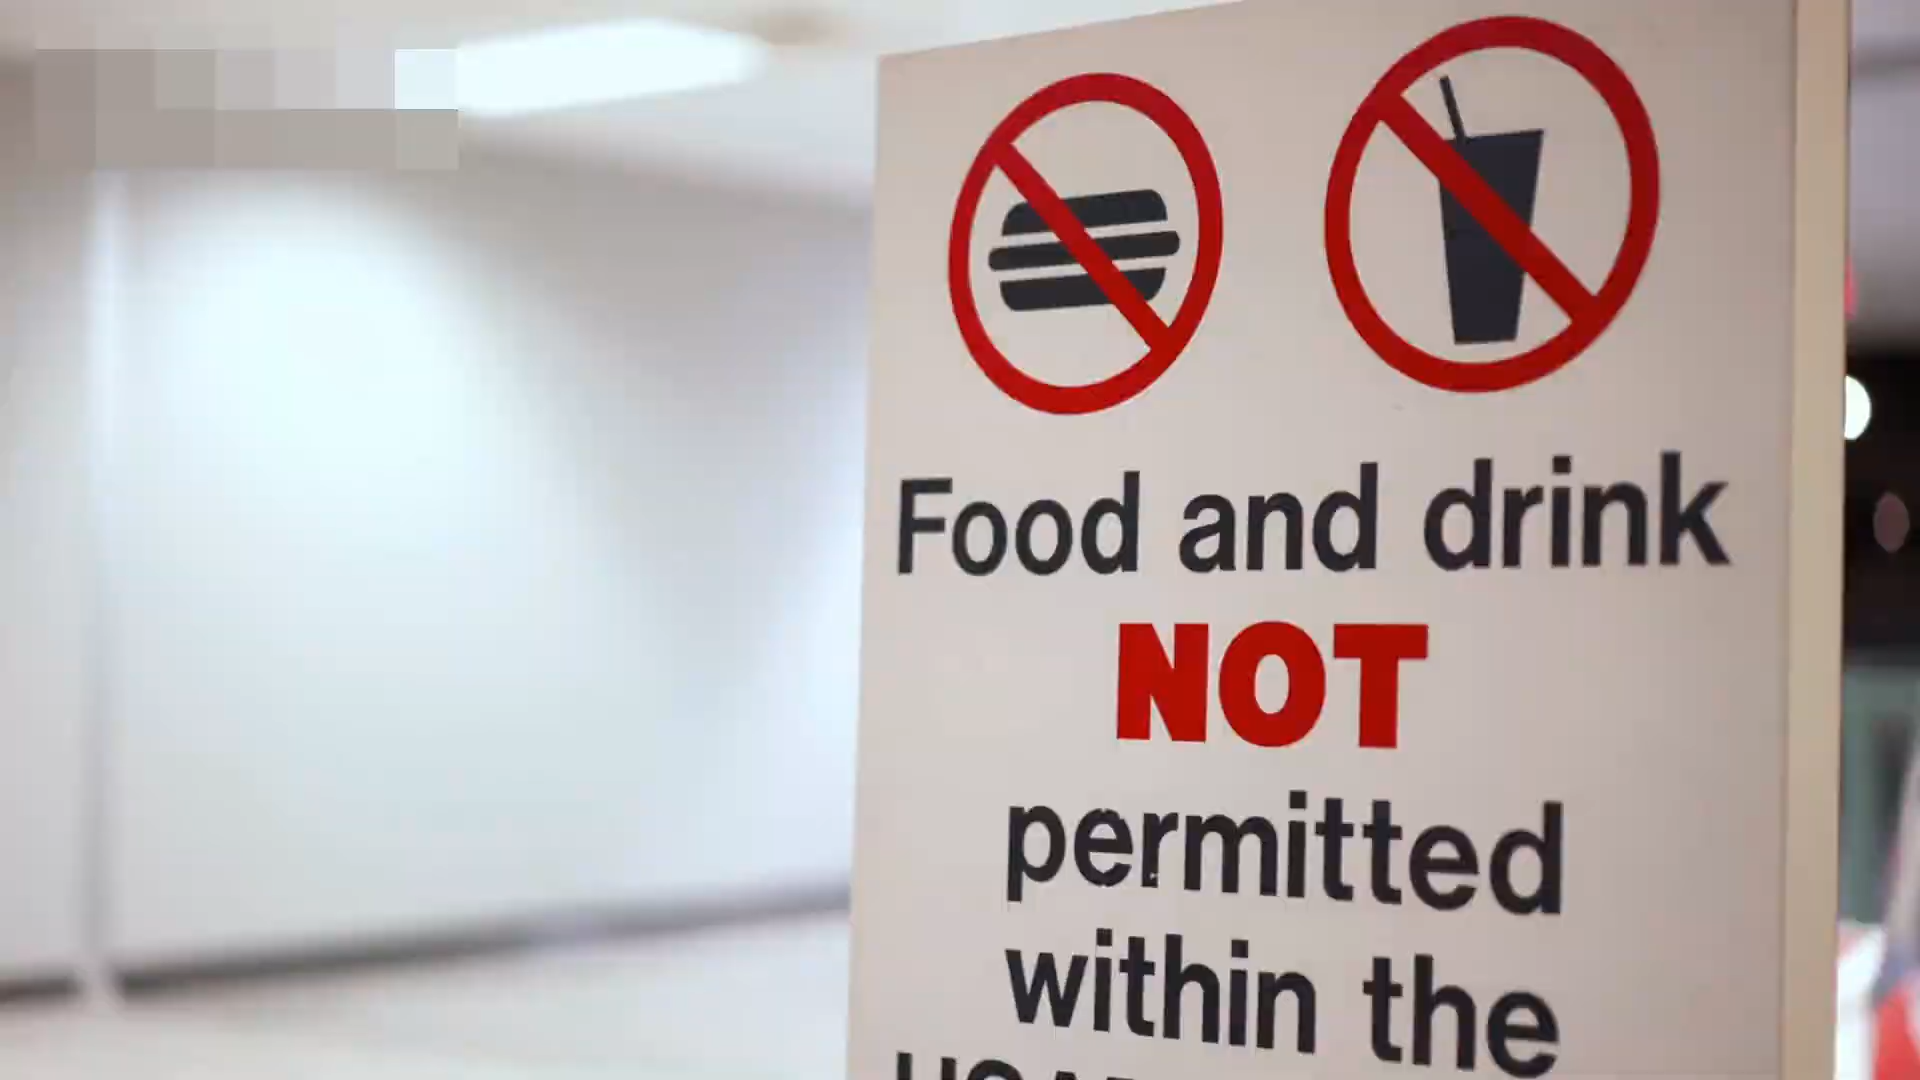 Food and drink
NOT
permitted
within the